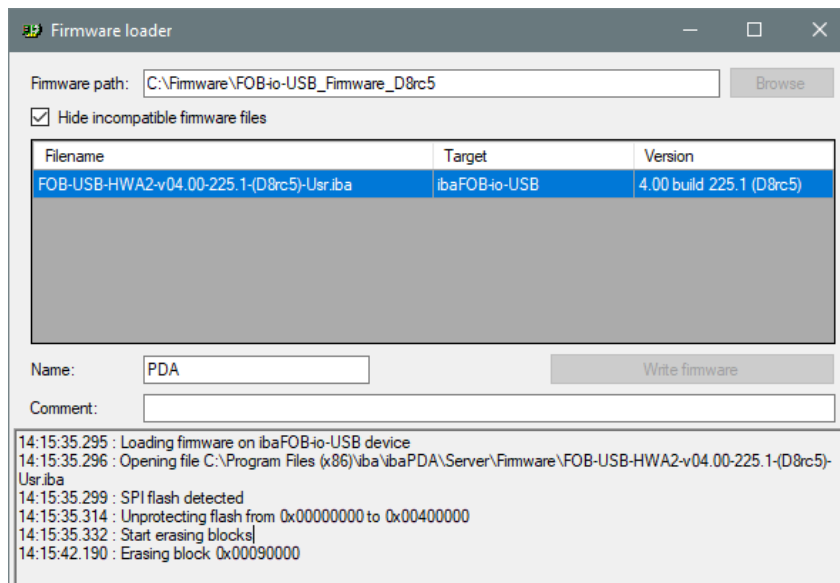 Firmware loader
Firmware path: C:\Firmware\FOB-io-USB_Firmware_D8rc5 Browse
Hide incompatible firmware files
Filename Target Version
FOB-USB-HWA2-v04.00-225.1-(D8rc5)-Usr.iba ibaFOB-io-USB 4.00 build 225.1 (D8rc5)
Name: PDA Write firmware
Comment:
14:15:35.295 : Loading firmware on ibaFOB-io-USB device
14:15:35.296 : Opening file C:\Program Files (x86)\iba\ibaPDA\Server\Firmware\FOB-USB-HWA2-v04.00-225.1-(D8rc5)-
Usr.iba
14:15:35.299 : SPI flash detected
14:15:35.314 : Unprotecting flash from 0x00000000 to 0x00400000
14:15:35.332 : Start erasing blocks
14:15:42.190 : Erasing block 0x00090000